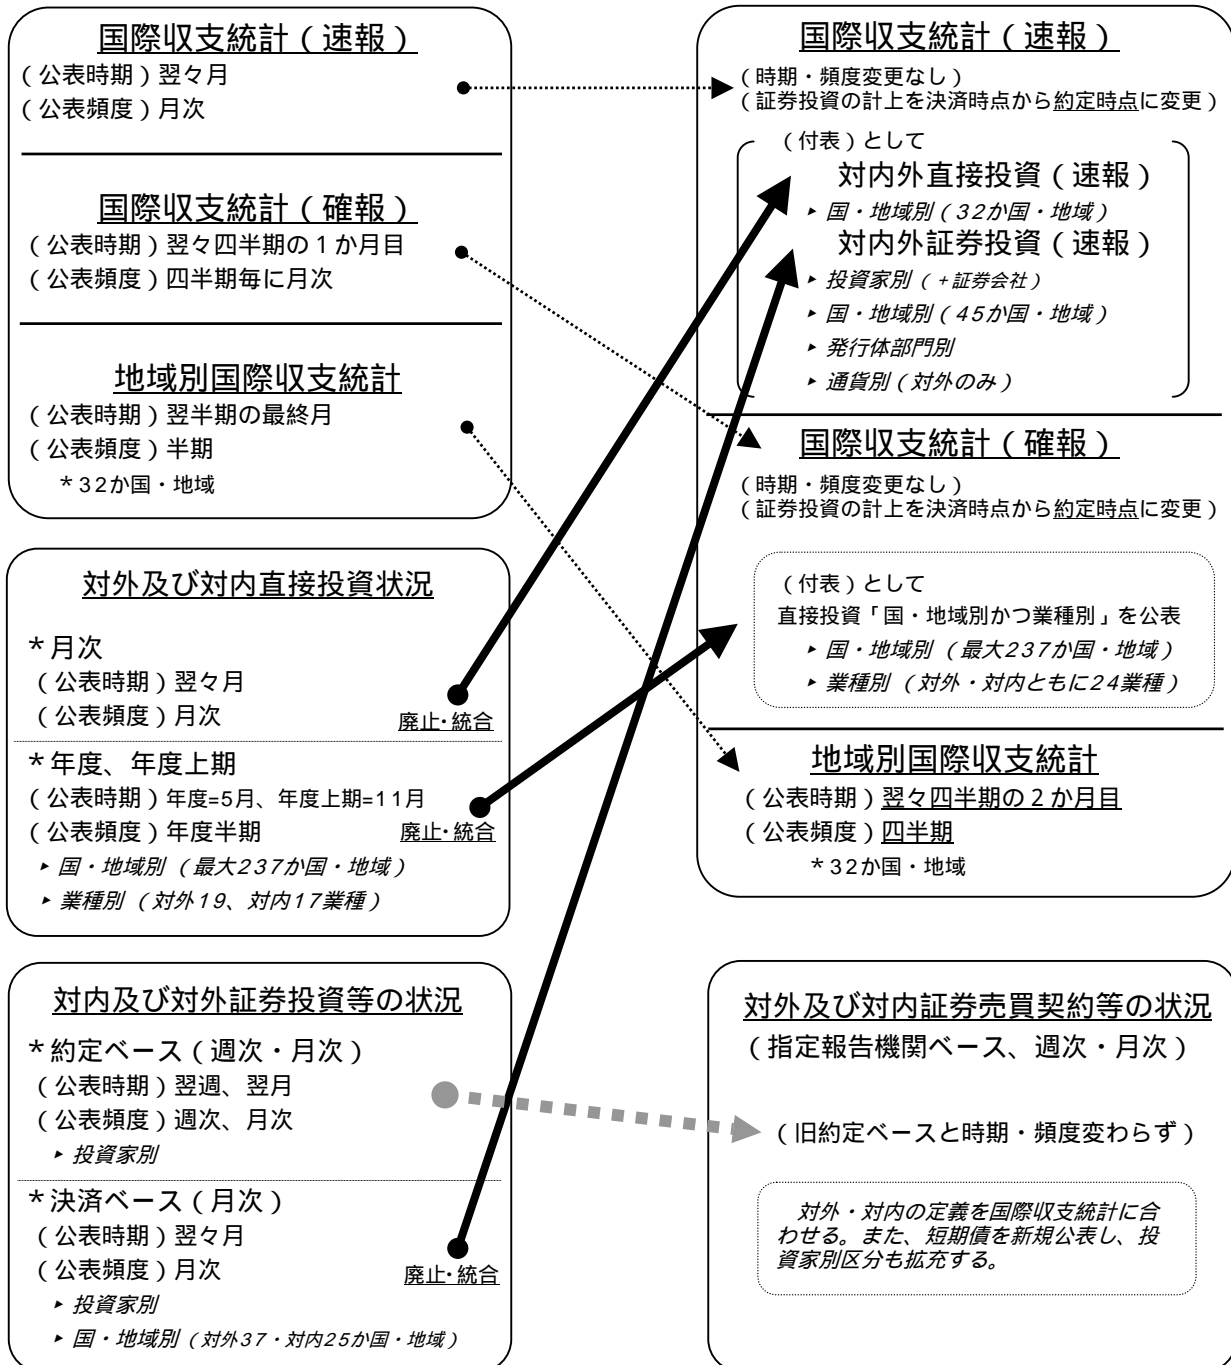 国際収支統計（速報）
（公表時期）翌々月
（公表頻度）月次
国際収支統計（確報）
（公表時期）翌々四半期の１か月目
（公表頻度）四半期毎に月次
地域別国際収支統計
（公表時期）翌半期の最終月
（公表頻度）半期
*32か国・地域
対外及び対内直接投資状況
*月次
（公表時期）翌々月
（公表頻度）月次
廃止・統合
*年度、年度上期
（公表時期）年度=5月、年度上期=11月
（公表頻度）年度半期
廃止・統合
▸ 国・地域別（最大237か国・地域）
▸ 業種別（対外19、対内17業種）
対内及び対外証券投資等の状況
*約定ベース（週次・月次）
（公表時期）翌週、翌月
（公表頻度）週次、月次
▸ 投資家別
*決済ベース（月次）
（公表時期）翌々月
（公表頻度）月次
廃止・統合
▸ 投資家別
▸ 国・地域別（対外37・対内25か国・地域）
国際収支統計（速報）
（時期・頻度変更なし）
（証券投資の計上を決済時点から約定時点に変更）
（付表）として
対内外直接投資（速報）
▸ 国・地域別（32か国・地域）
対内外証券投資（速報）
▸ 投資家別（+証券会社）
▸ 国・地域別（45か国・地域）
▸ 発行体部門別
▸ 通貨別（対外のみ）
国際収支統計（確報）
（時期・頻度変更なし）
（証券投資の計上を決済時点から約定時点に変更）
（付表）として
直接投資「国・地域別かつ業種別」を公表
▸ 国・地域別（最大237か国・地域）
▸ 業種別（対外・対内ともに24業種）
地域別国際収支統計
（公表時期）翌々四半期の２か月目
（公表頻度）四半期
*32か国・地域
対外及び対内証券売買契約等の状況
（指定報告機関ベース、週次・月次）
（旧約定ベースと時期・頻度変わらず）
対外・対内の定義を国際収支統計に合
わせる。また、短期債を新規公表し、投
資家別区分も拡充する。